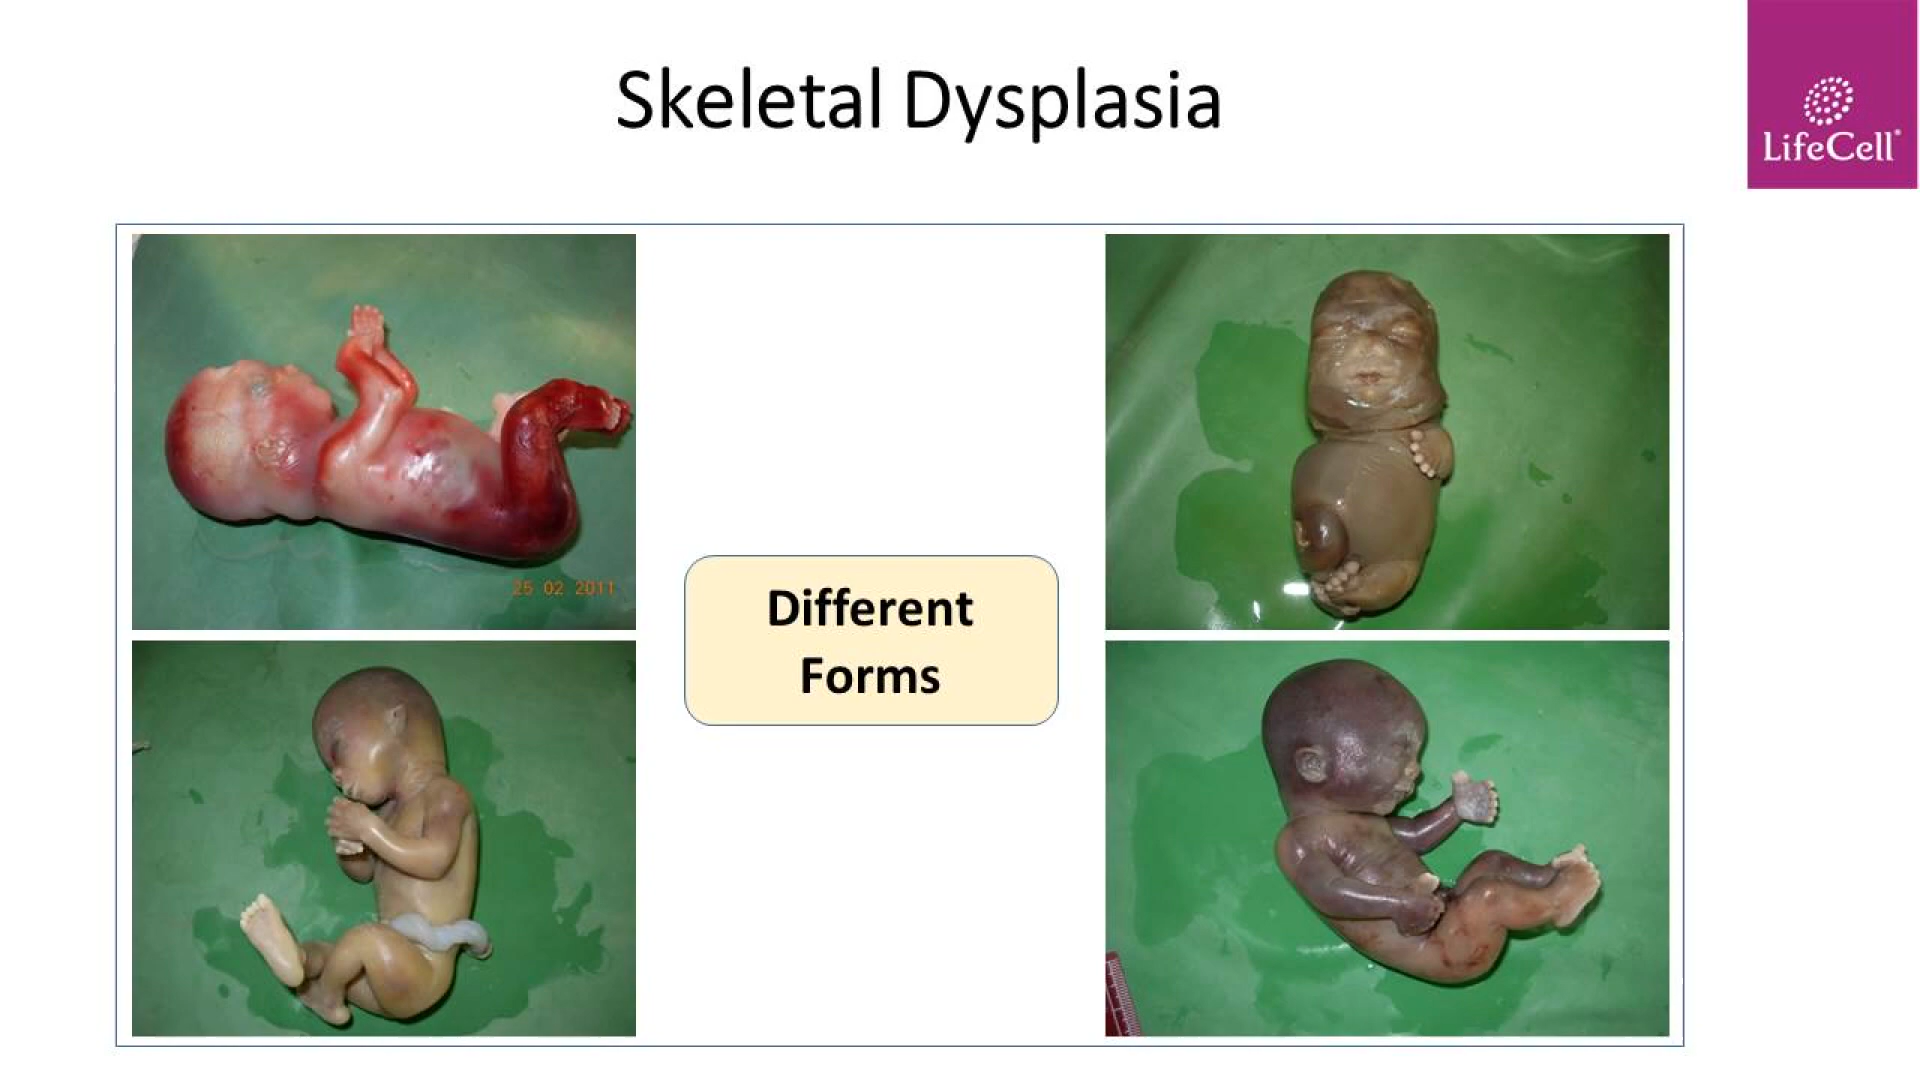 Skeletal Dysplasia
LifeCell®
25 02 2011
Different
Forms